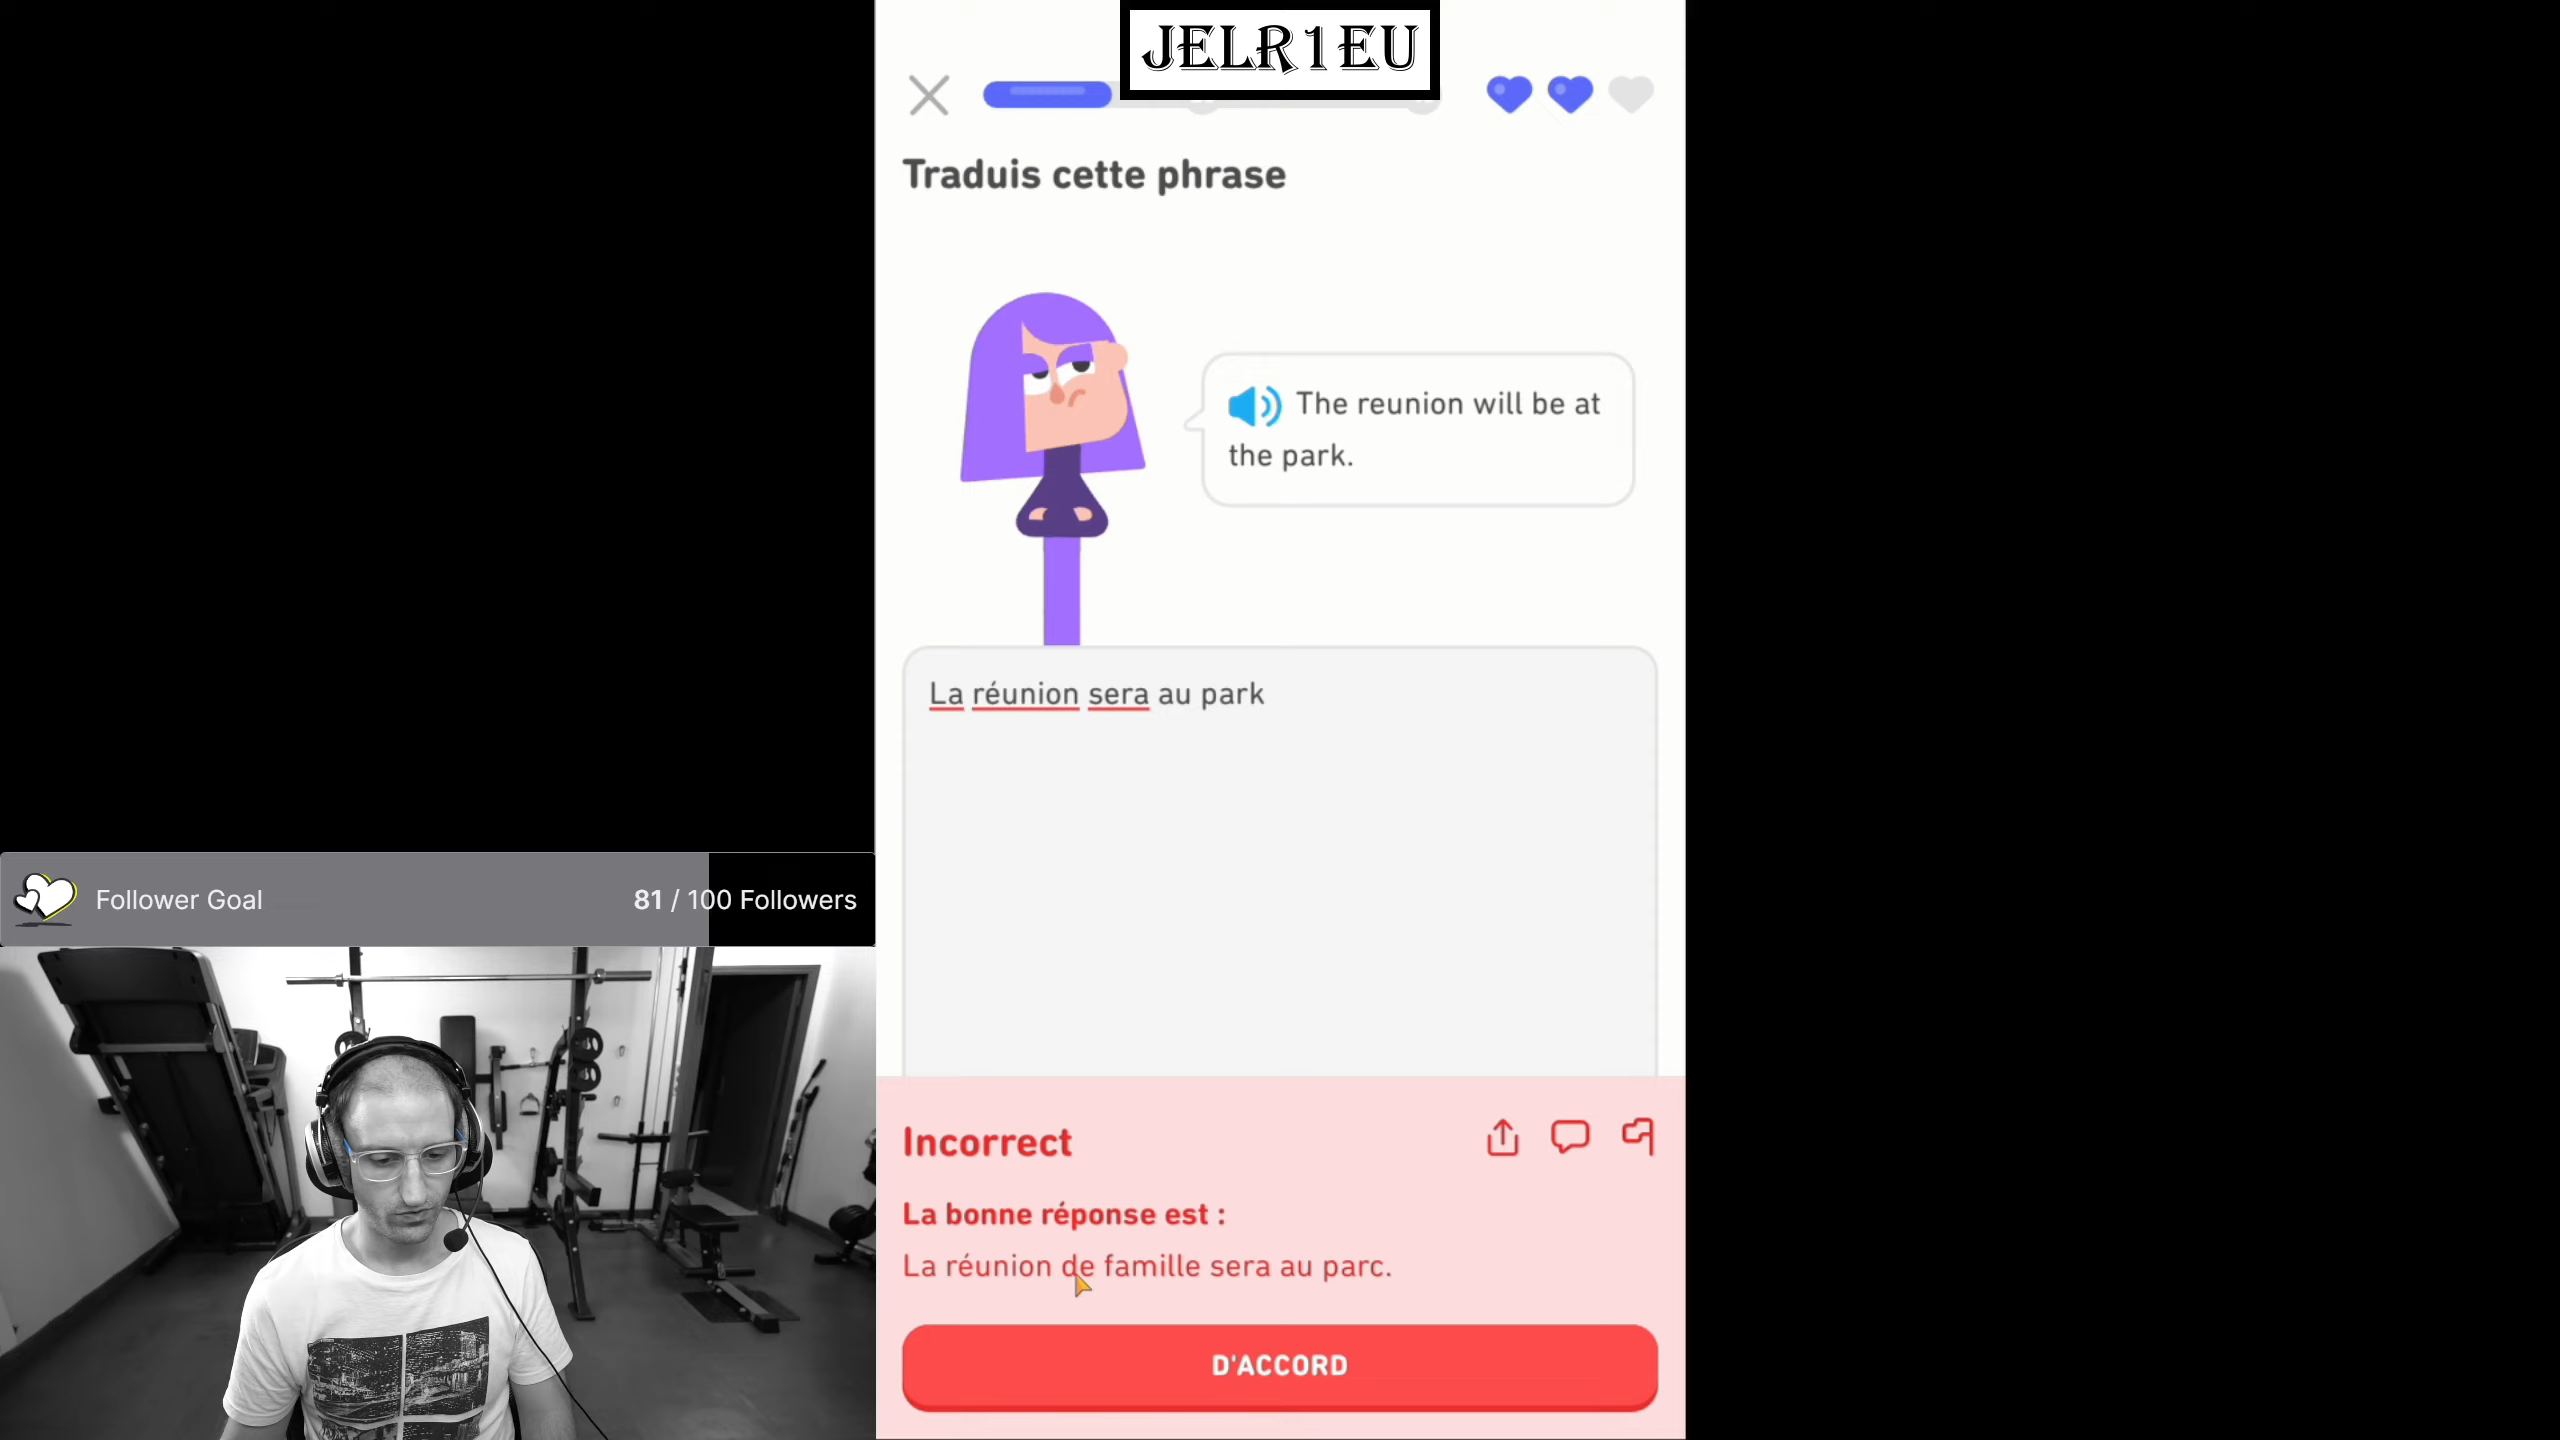 JELR1EU
Traduis cette phrase
The reunion will be at
the park.
La réunion sera au park
Follower Goal
81 / 100 Followers
Incorrect
La bonne réponse est :
La réunion de famille sera au parc.
D'ACCORD